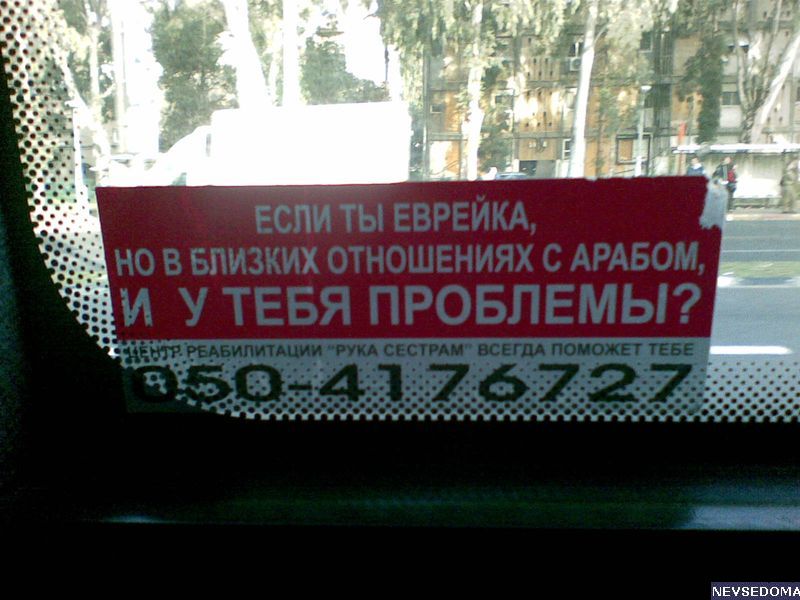 ЕСЛИ ТЫ ЕВРЕЙКА,
НО В БЛИЗКИХ ОТНОШЕНИЯХ С АРАБОМ,
И У ТЕБЯ ПРОБЛЕМЫ?
ЦЕНТР РЕАБИЛИТАЦИИ "РУКА СЕСТРАМ" ВСЕГДА ПОМОЖЕТ ТЕБЕ
050-4176727
NEVSEDOMA